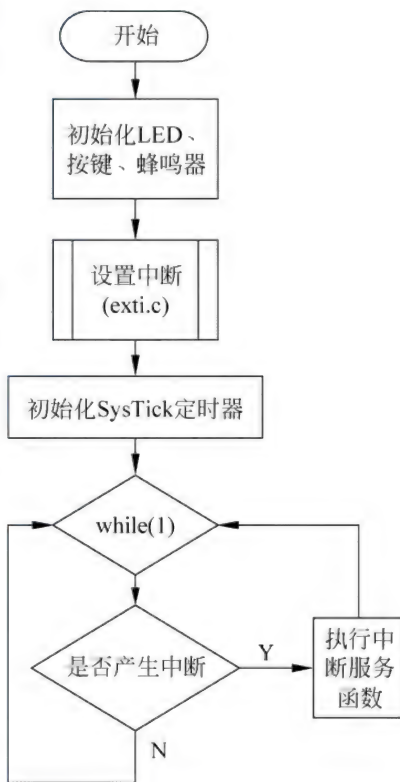 开始
初始化LED、
按键、蜂鸣器
设置中断
(exti.c)
初始化SysTick定时器
while(1)
是否产生中断
Y
执行中
断服务
函数
N